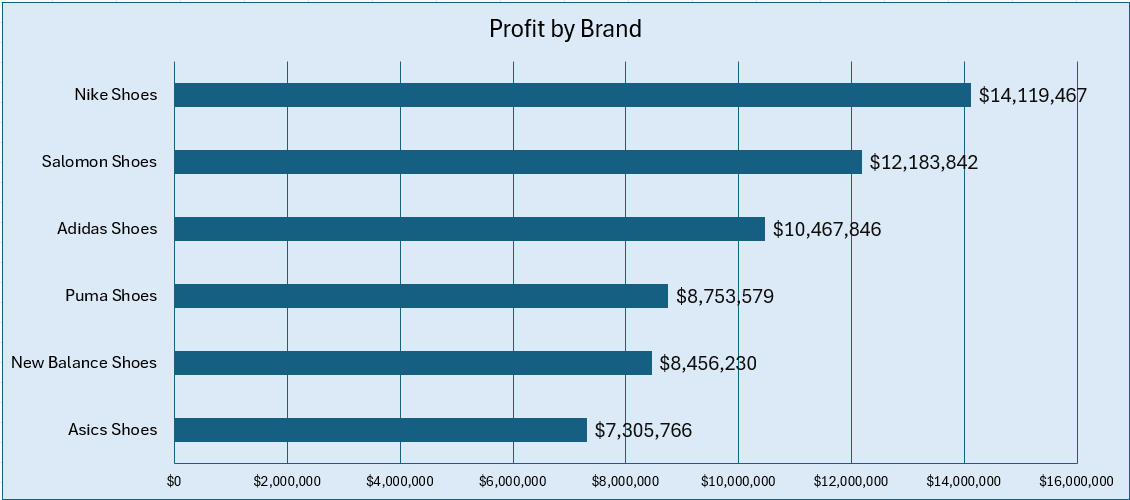 Profit by Brand
Nike Shoes $14,119,467
Salomon Shoes $12,183,842
Adidas Shoes $10,467,846
Puma Shoes $8,753,579
New Balance Shoes $8,456,230
Asics Shoes $7,305,766
$0 $2,000,000 $4,000,000 $6,000,000 $8,000,000 $10,000,000 $12,000,000 $14,000,000 $16,000,000